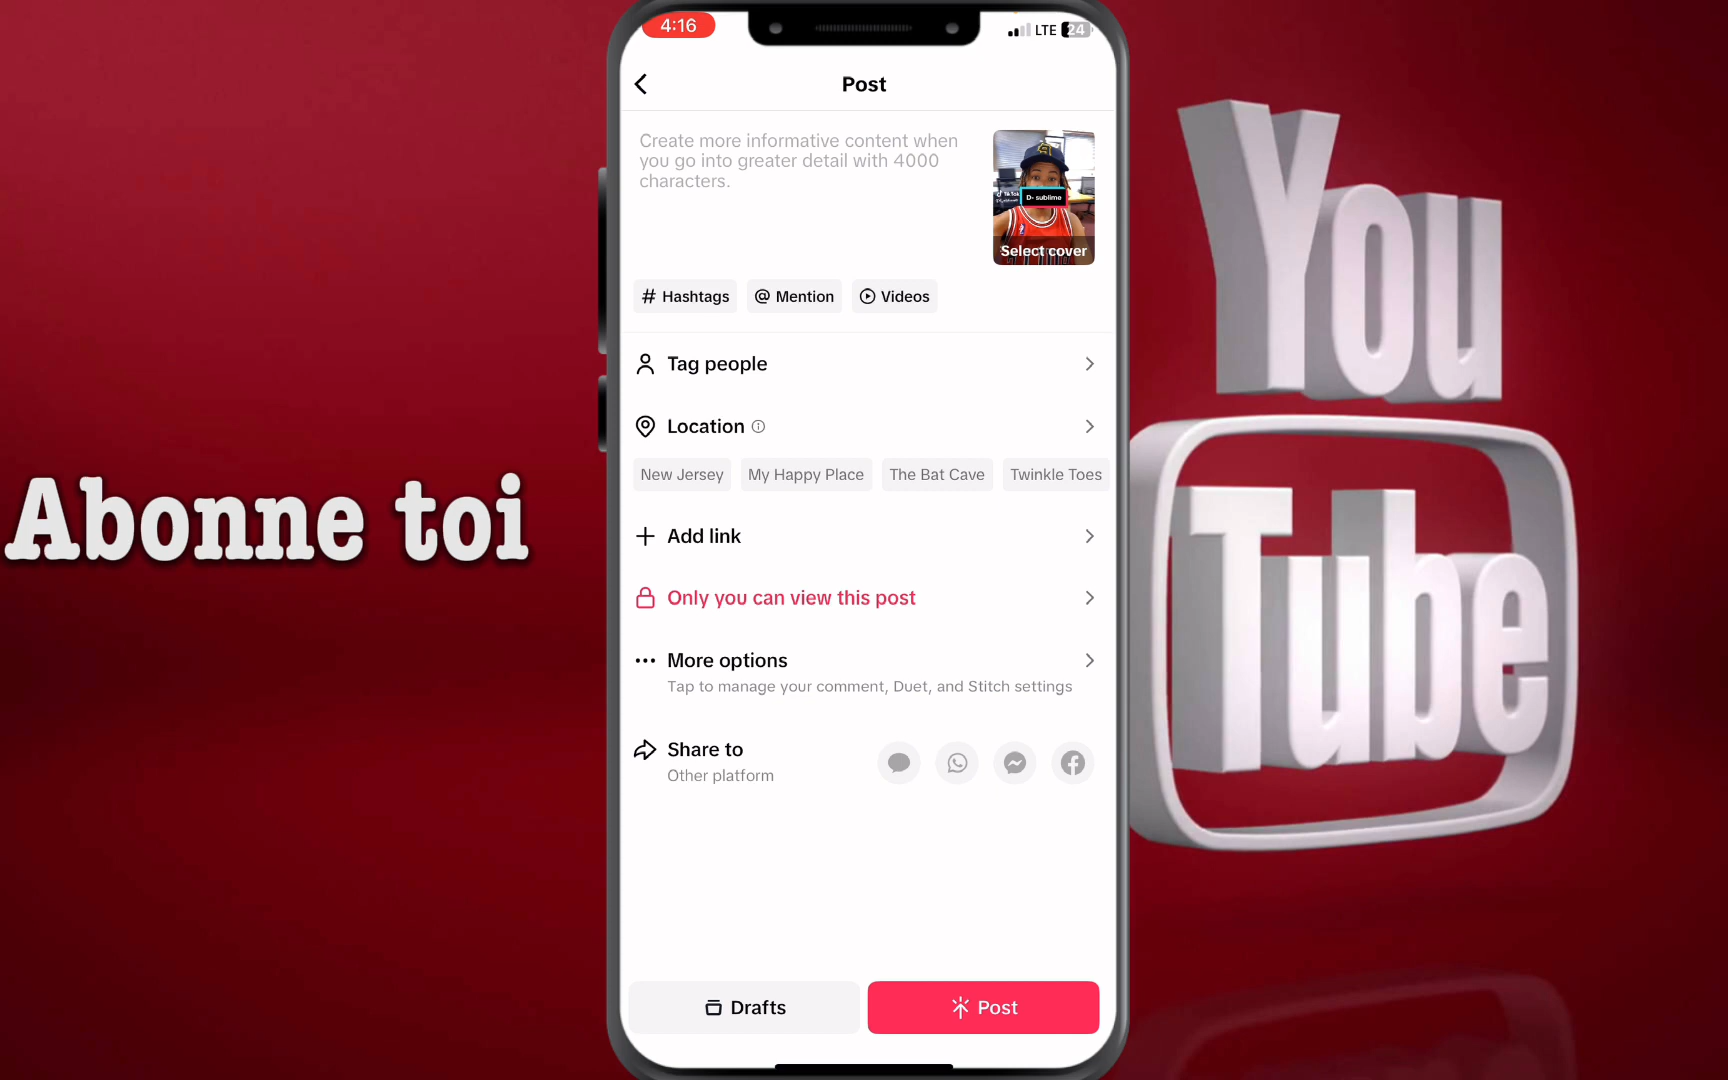 4:16
LTE 24
Post
Create more informative content when
you go into greater detail with 4000
characters.
TikTok
D- sublime
Select cover
# Hashtags
@ Mention
Videos
Tag people
Location
New Jersey
My Happy Place
The Bat Cave
Twinkle Toes
Add link
Only you can view this post
More options
Tap to manage your comment, Duet, and Stitch settings
Share to
Other platform
Drafts
Post
Abonne toi
You
Tube